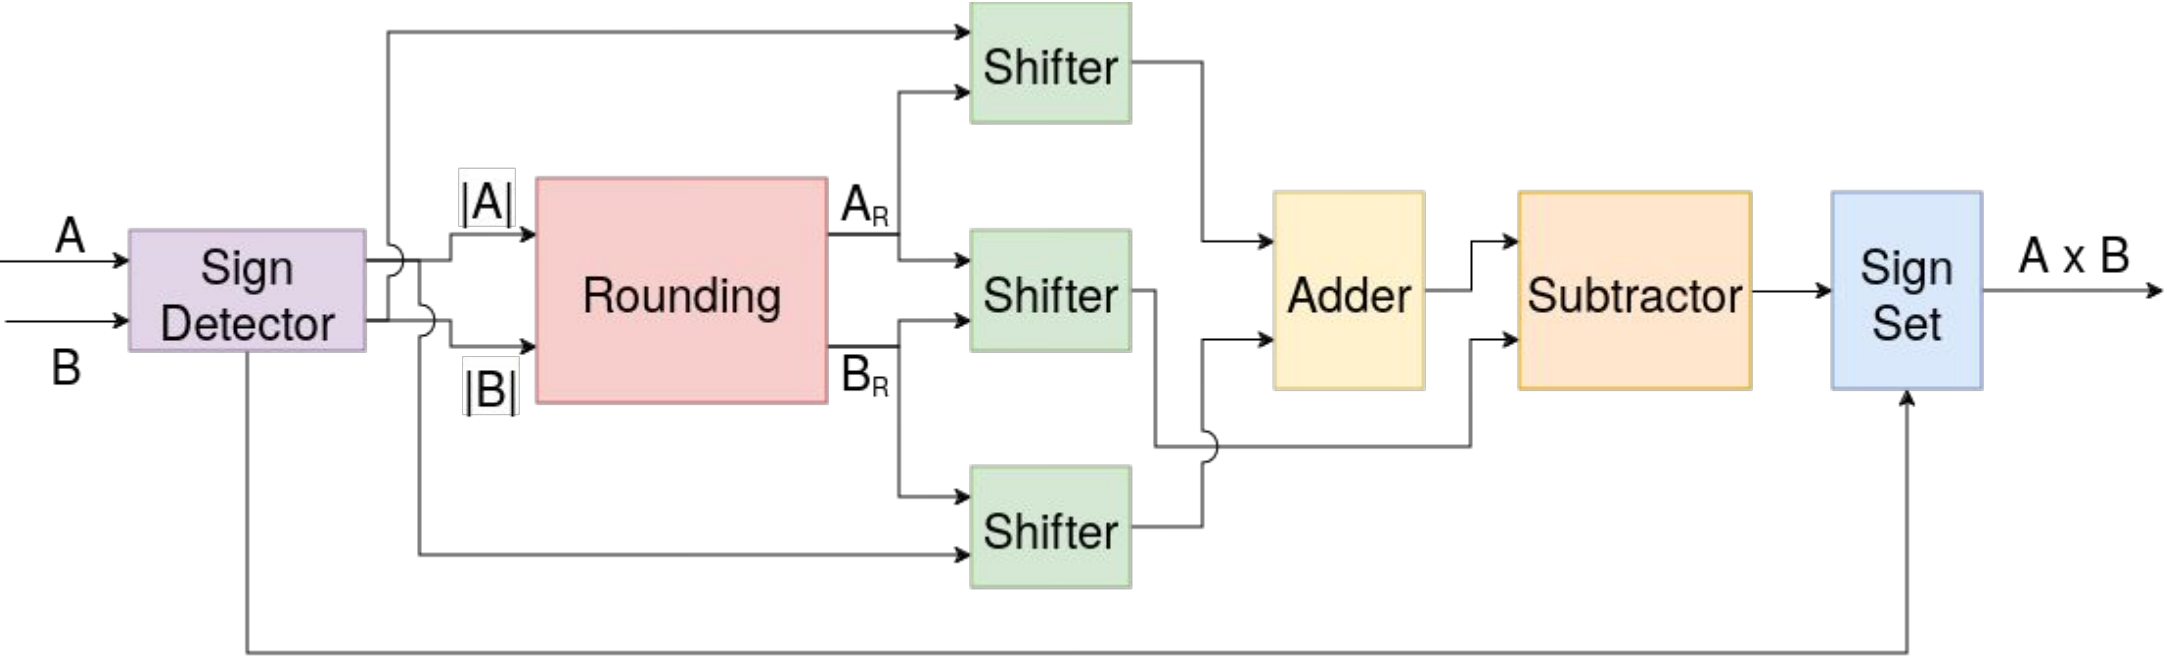 Shifter
|A|
A_R
A
Sign
Detector
B
|B|
Rounding
B_R
Shifter
Adder
Subtractor
Sign
Set
A x B
Shifter